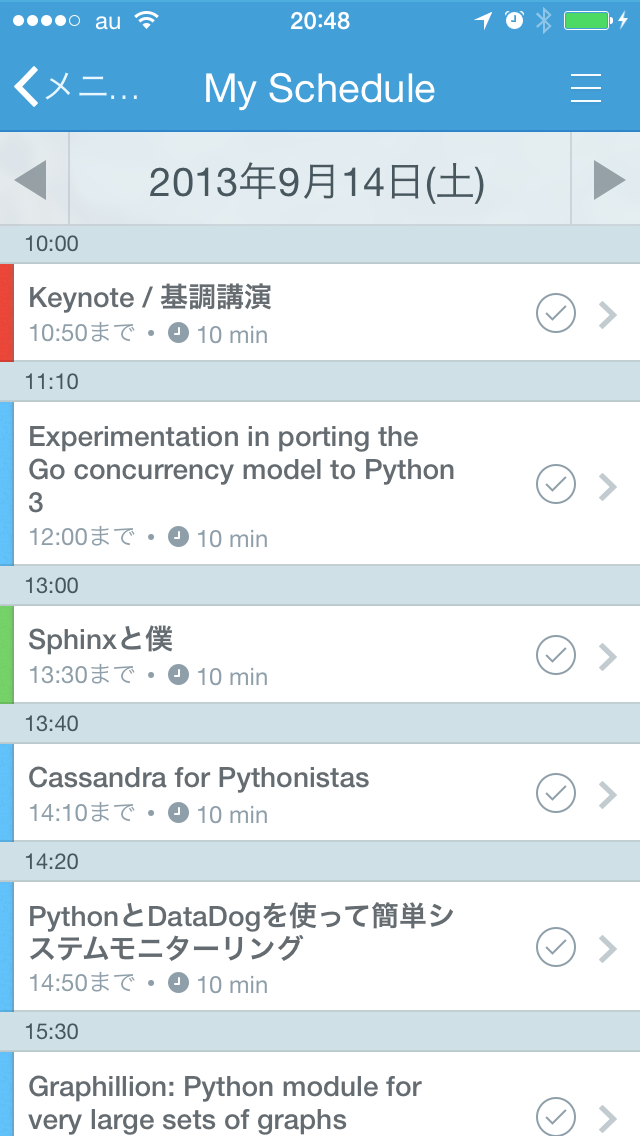 au 20:48
メニ… My Schedule
2013年9月14日(土)
10:00
Keynote / 基調講演
10:50まで • 10 min
11:10
Experimentation in porting the
Go concurrency model to Python
3
12:00まで • 10 min
13:00
Sphinxと僕
13:30まで • 10 min
13:40
Cassandra for Pythonistas
14:10まで • 10 min
14:20
PythonとDataDogを使って簡単シ
ステムモニターリング
14:50まで • 10 min
15:30
Graphillion: Python module for
very large sets of graphs